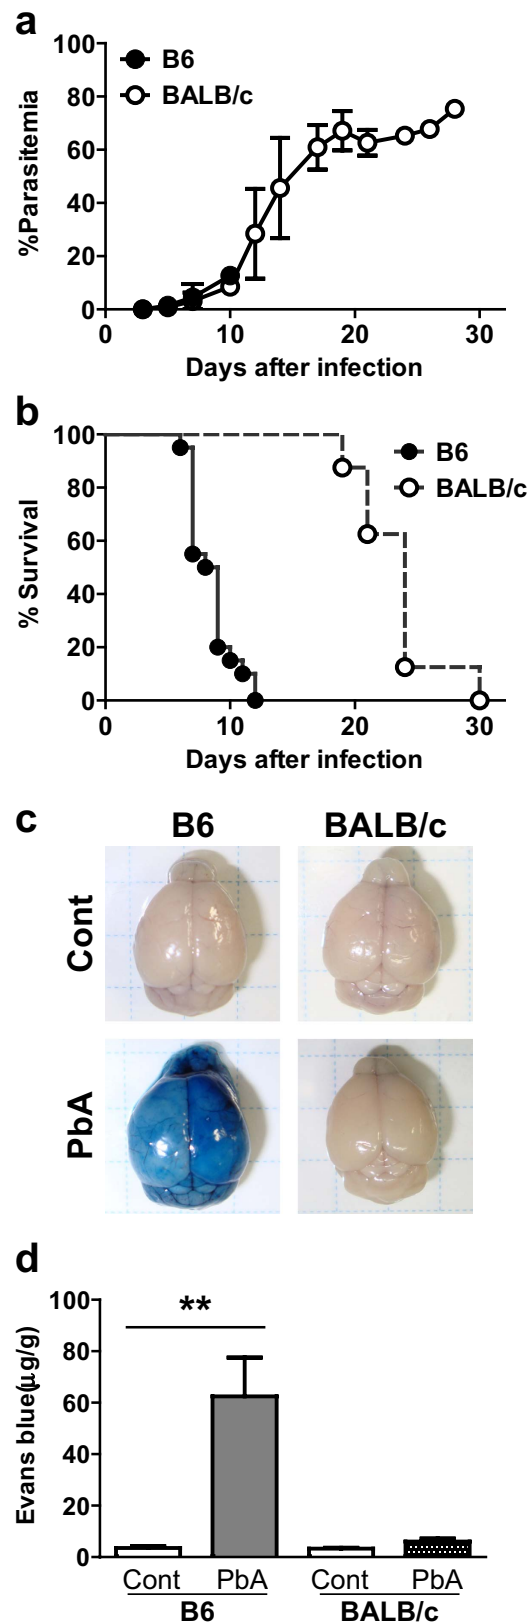 a
100
80
60
40
20
0
%Parasitemia
B6
BALB/c
0 10 20 30
Days after infection
b
100
80
60
40
20
0
% Survival
B6
BALB/c
0 10 20 30
Days after infection
c
B6 BALB/c
Cont
PbA
d
100
80
60
40
20
0
Evans blue(µg/g)
**
Cont PbA Cont PbA
B6 BALB/c